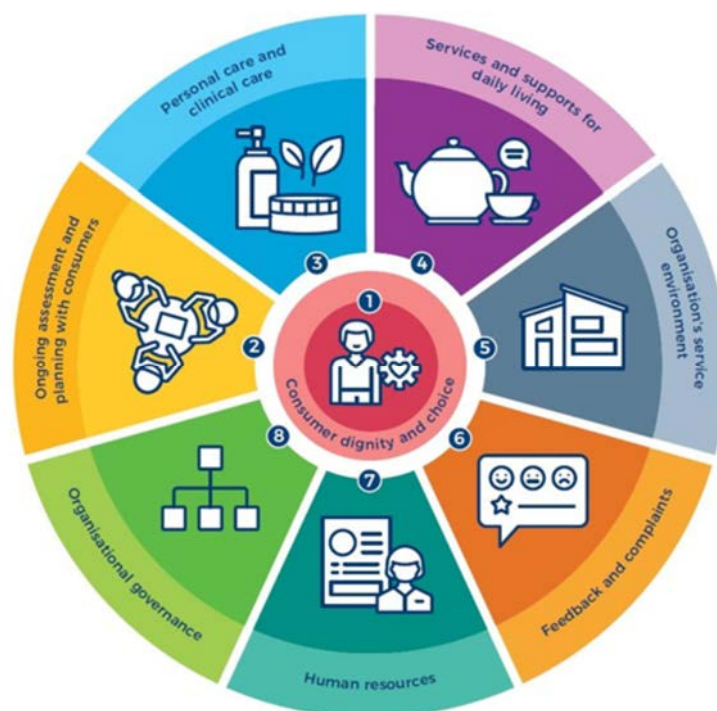 1
Consumer dignity and choice
2
Ongoing assessment and
planning with consumers
3
Personal care and
clinical care
4
Services and supports for
daily living
5
Organisation's service
environment
6
Feedback and complaints
7
Human resources
8
Organisational governance